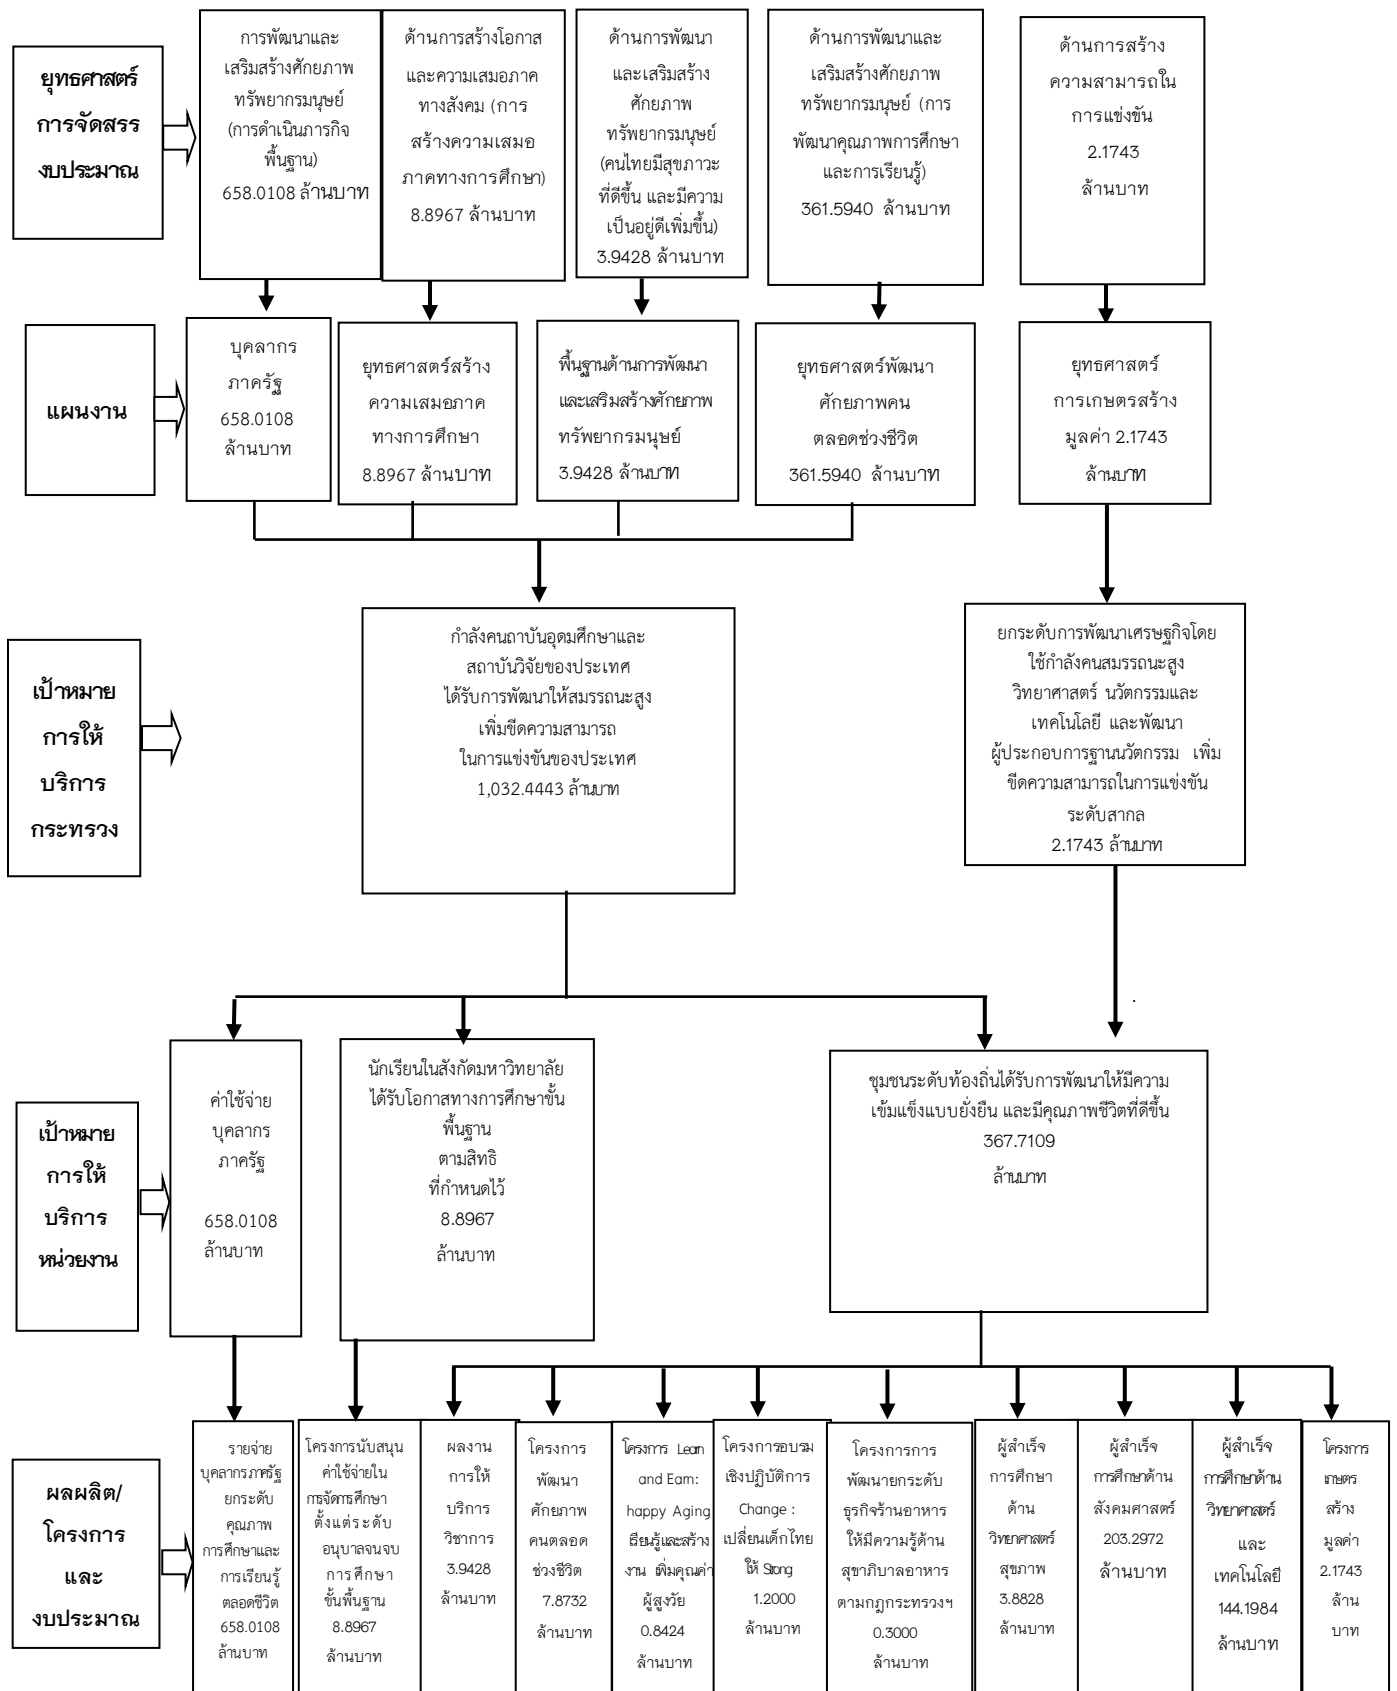 ยุทธศาสตร์
การจัดสรร
งบประมาณ
การพัฒนาและ
เสริมสร้างศักยภาพ
ทรัพยากรมนุษย์
(การดำเนินภารกิจ
พื้นฐาน)
658.0108 ล้านบาท
ด้านการสร้างโอกาส
และความเสมอภาค
ทางสังคม (การ
สร้างความเสมอ
ภาคทางการศึกษา)
8.8967 ล้านบาท
ด้านการพัฒนา
และเสริมสร้าง
ศักยภาพ
ทรัพยากรมนุษย์
(คนไทยมีสุขภาวะ
ที่ดีขึ้น และมีความ
เป็นอยู่ดีเพิ่มขึ้น)
3.9428 ล้านบาท
ด้านการพัฒนาและ
เสริมสร้างศักยภาพ
ทรัพยากรมนุษย์ (การ
พัฒนาคุณภาพการศึกษา
และการเรียนรู้)
361.5940 ล้านบาท
ด้านการสร้าง
ความสามารถใน
การแข่งขัน
2.1743
ล้านบาท
แผนงาน
บุคลากร
ภาครัฐ
658.0108
ล้านบาท
ยุทธศาสตร์สร้าง
ความเสมอภาค
ทางการศึกษา
8.8967 ล้านบาท
พื้นฐานด้านการพัฒนา
และเสริมสร้างศักยภาพ
ทรัพยากรมนุษย์
3.9428 ล้านบาท
ยุทธศาสตร์พัฒนา
ศักยภาพคน
ตลอดช่วงชีวิต
361.5940 ล้านบาท
ยุทธศาสตร์
การเกษตรสร้าง
มูลค่า 2.1743
ล้านบาท
เป้าหมาย
การให้
บริการ
กระทรวง
กำลังคนถาบันอุดมศึกษาและ
สถาบันวิจัยของประเทศ
ได้รับการพัฒนาให้สมรรถนะสูง
เพิ่มขีดความสามารถ
ในการแข่งขันของประเทศ
1,032.4443 ล้านบาท
ยกระดับการพัฒนาเศรษฐกิจโดย
ใช้กำลังคนสมรรถนะสูง
วิทยาศาสตร์ นวัตกรรมและ
เทคโนโลยี และพัฒนา
ผู้ประกอบการฐานนวัตกรรม เพิ่ม
ขีดความสามารถในการแข่งขัน
ระดับสากล
2.1743 ล้านบาท
เป้าหมาย
การให้
บริการ
หน่วยงาน
ค่าใช้จ่าย
บุคลากร
ภาครัฐ
658.0108
ล้านบาท
นักเรียนในสังกัดมหาวิทยาลัย
ได้รับโอกาสทางการศึกษาขั้น
พื้นฐาน
ตามสิทธิ
ที่กำหนดไว้
8.8967
ล้านบาท
ชุมชนระดับท้องถิ่นได้รับการพัฒนาให้มีความ
เข้มแข็งแบบยั่งยืน และมีคุณภาพชีวิตที่ดีขึ้น
367.7109
ล้านบาท
ผลผลิต/
โครงการ
และ
งบประมาณ
รายจ่าย
บุคลากรภาครัฐ
ยกระดับ
คุณภาพ
การศึกษาและ
การเรียนรู้
ตลอดชีวิต
658.0108
ล้านบาท
โครงการนับสนุน
ค่าใช้จ่ายใน
การจัดการศึกษา
ตั้งแต่ระดับ
อนุบาลจนจบ
การศึกษา
ขั้นพื้นฐาน
8.8967
ล้านบาท
ผลงาน
การให้
บริการ
วิชาการ
3.9428
ล้านบาท
โครงการ
พัฒนา
ศักยภาพ
คนตลอด
ช่วงชีวิต
7.8732
ล้านบาท
โครงการ Learn
and Earn:
happy Aging
เรียนรู้และสร้าง
งาน เพิ่มคุณค่า
ผู้สูงวัย
0.8424
ล้านบาท
โครงการอบรม
เชิงปฏิบัติการ
Change :
เปลี่ยนเด็กไทย
ให้ Strong
1.2000
ล้านบาท
โครงการการ
พัฒนายกระดับ
ธุรกิจร้านอาหาร
ให้มีความรู้ด้าน
สุขาภิบาลอาหาร
ตามกฎกระทรวงฯ
0.3000
ล้านบาท
ผู้สำเร็จ
การศึกษา
ด้าน
วิทยาศาสตร์
สุขภาพ
3.8828
ล้านบาท
ผู้สำเร็จ
การศึกษาด้าน
สังคมศาสตร์
203.2972
ล้านบาท
ผู้สำเร็จ
การศึกษาด้าน
วิทยาศาสตร์
และ
เทคโนโลยี
144.1984
ล้านบาท
โครงการ
เกษตร
สร้าง
มูลค่า
2.1743
ล้าน
บาท